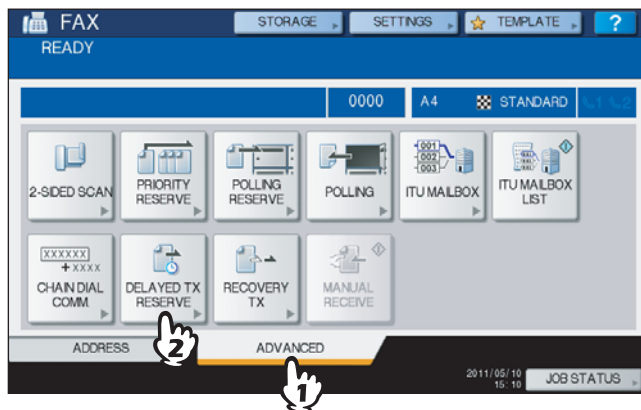 FAX
STORAGE
SETTINGS
TEMPLATE
?
READY
0000
A4
STANDARD
1
2
2-SIDED SCAN
PRIORITY
RESERVE
POLLING
RESERVE
POLLING
ITU MAILBOX
ITU MAILBOX
LIST
001
002
003
XXXXXX
+XXXX
CHAIN DIAL
COMM.
DELAYED TX
RESERVE
RECOVERY
TX
MANUAL
RECEIVE
ADDRESS
2
ADVANCED
1
2011/05/10
15:10
JOB STATUS